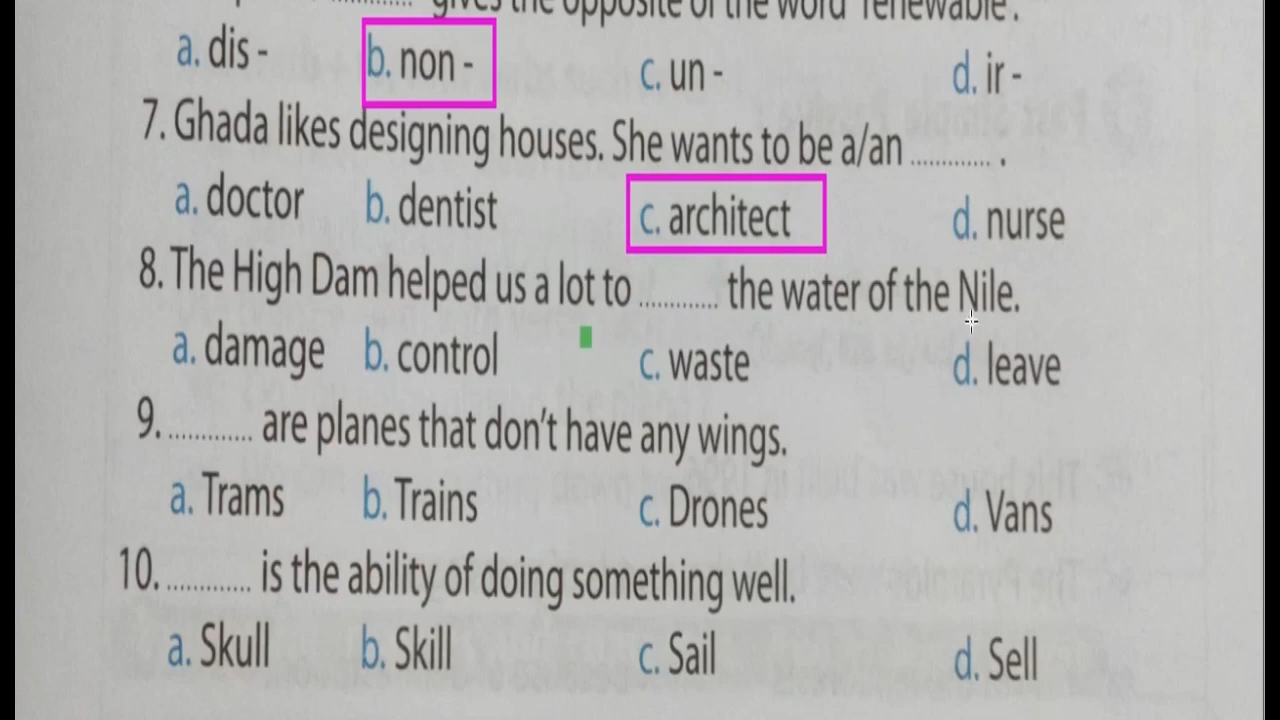 gives the opposite of the word "renewable".
a. dis - b. non - c. un - d. ir -
7. Ghada likes designing houses. She wants to be a/an ............ .
a. doctor b. dentist c. architect d. nurse
8. The High Dam helped us a lot to ............ the water of the Nile.
a. damage b. control c. waste d. leave
9. ............ are planes that don't have any wings.
a. Trams b. Trains c. Drones d. Vans
10. ............ is the ability of doing something well.
a. Skull b. Skill c. Sail d. Sell